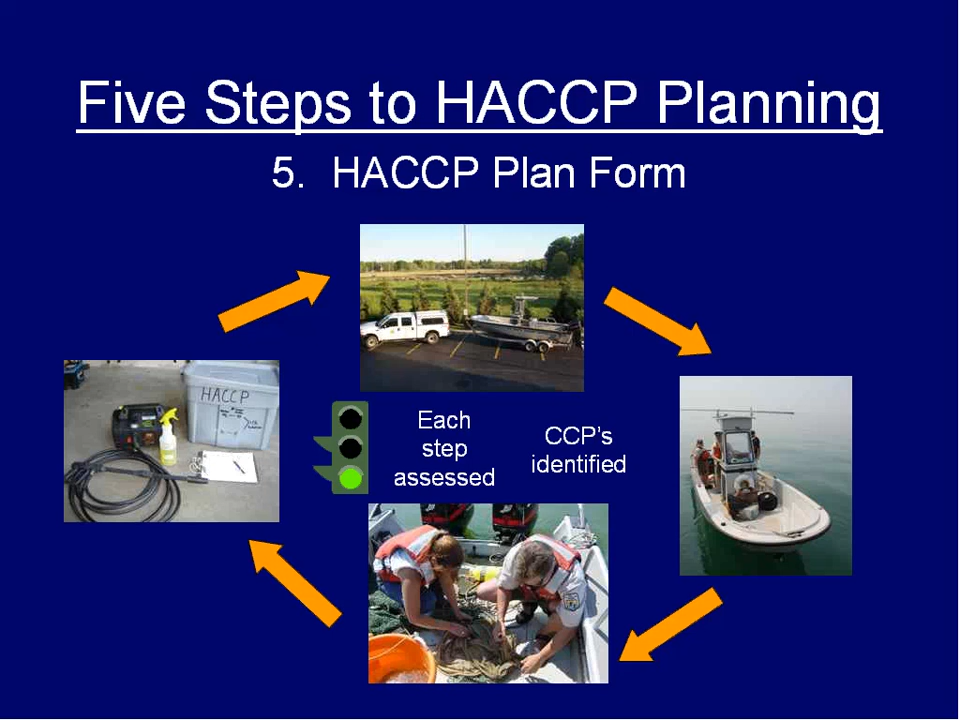 Five Steps to HACCP Planning
5. HACCP Plan Form
HACCP
Each
step
assessed
CCP's
identified